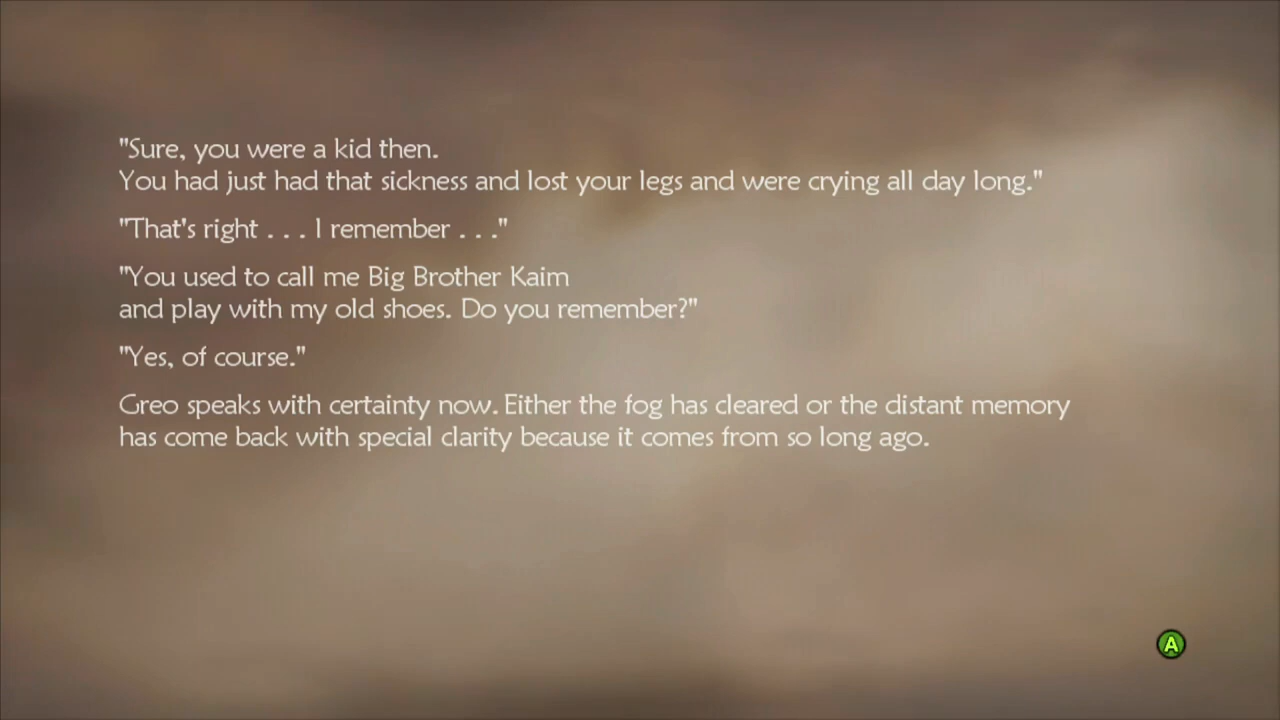 "Sure, you were a kid then.
You had just had that sickness and lost your legs and were crying all day long."
"That's right . . . I remember . . ."
"You used to call me Big Brother Kaim
and play with my old shoes. Do you remember?"
"Yes, of course."
Greo speaks with certainty now. Either the fog has cleared or the distant memory
has come back with special clarity because it comes from so long ago.
A